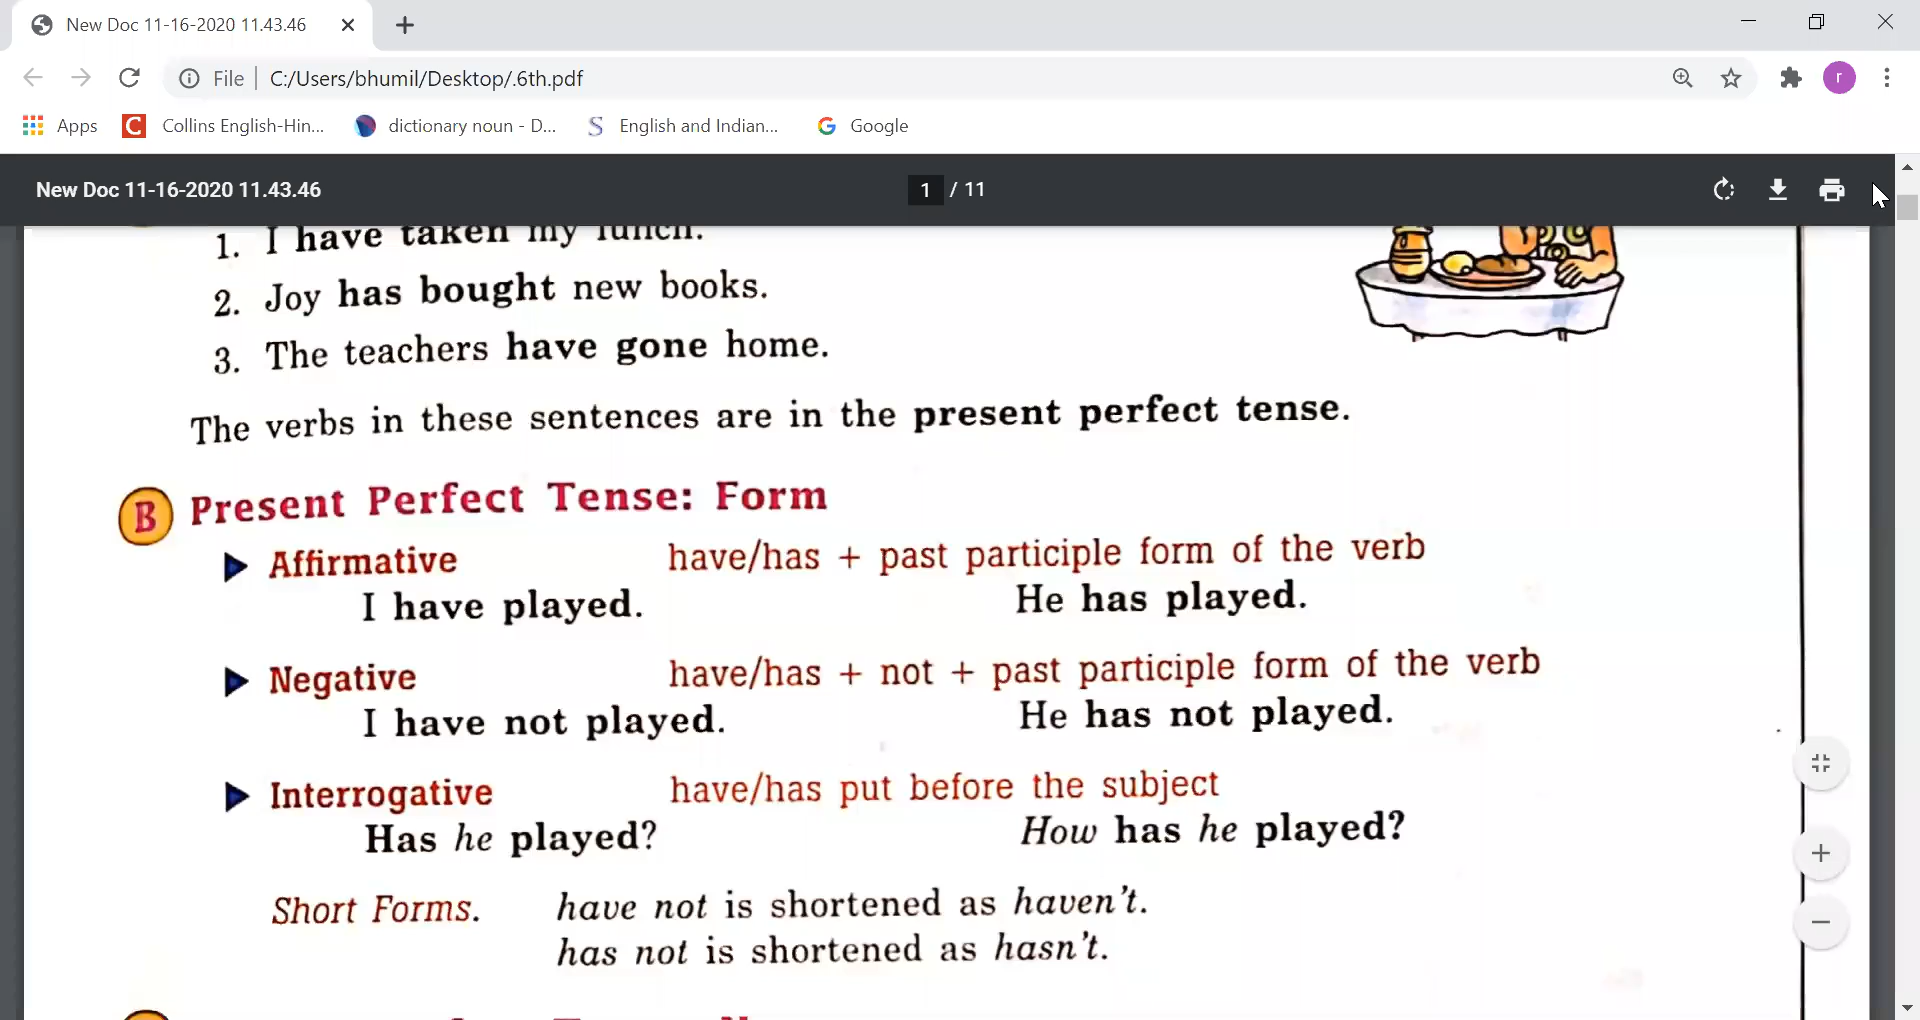 New Doc 11-16-2020 11.43.46
File | C:/Users/bhumil/Desktop/.6th.pdf
r
Apps
Collins English-Hin...
dictionary noun - D...
English and Indian...
Google
New Doc 11-16-2020 11.43.46
1 / 11
1. I have taken my lunch.
2. Joy has bought new books.
3. The teachers have gone home.
The verbs in these sentences are in the present perfect tense.
B Present Perfect Tense: Form
Affirmative have/has + past participle form of the verb
I have played. He has played.
Negative have/has + not + past participle form of the verb
I have not played. He has not played.
Interrogative have/has put before the subject
Has he played? How has he played?
Short Forms. have not is shortened as haven't.
has not is shortened as hasn't.